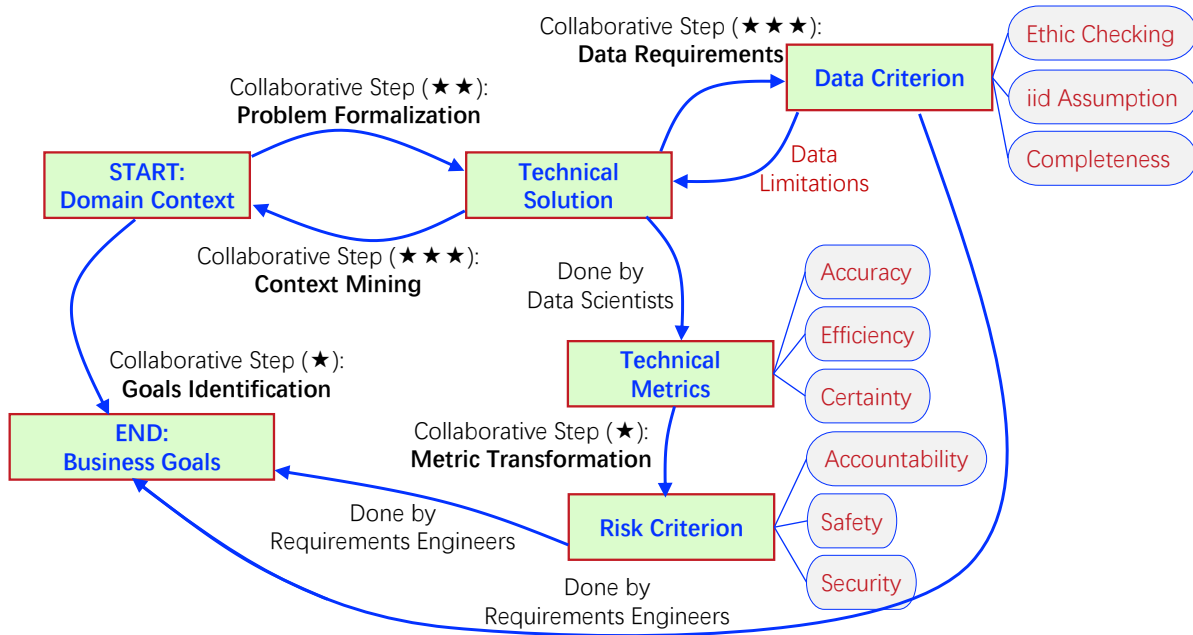 Collaborative Step (★★★):
Data Requirements
Ethic Checking
Data Criterion
iid Assumption
Completeness
Collaborative Step (★★):
Problem Formalization
START:
Domain Context
Technical
Solution
Data
Limitations
Collaborative Step (★★★):
Context Mining
Done by
Data Scientists
Accuracy
Efficiency
Certainty
Technical
Metrics
Collaborative Step (★):
Goals Identification
END:
Business Goals
Collaborative Step (★):
Metric Transformation
Accountability
Risk Criterion
Safety
Security
Done by
Requirements Engineers
Done by
Requirements Engineers